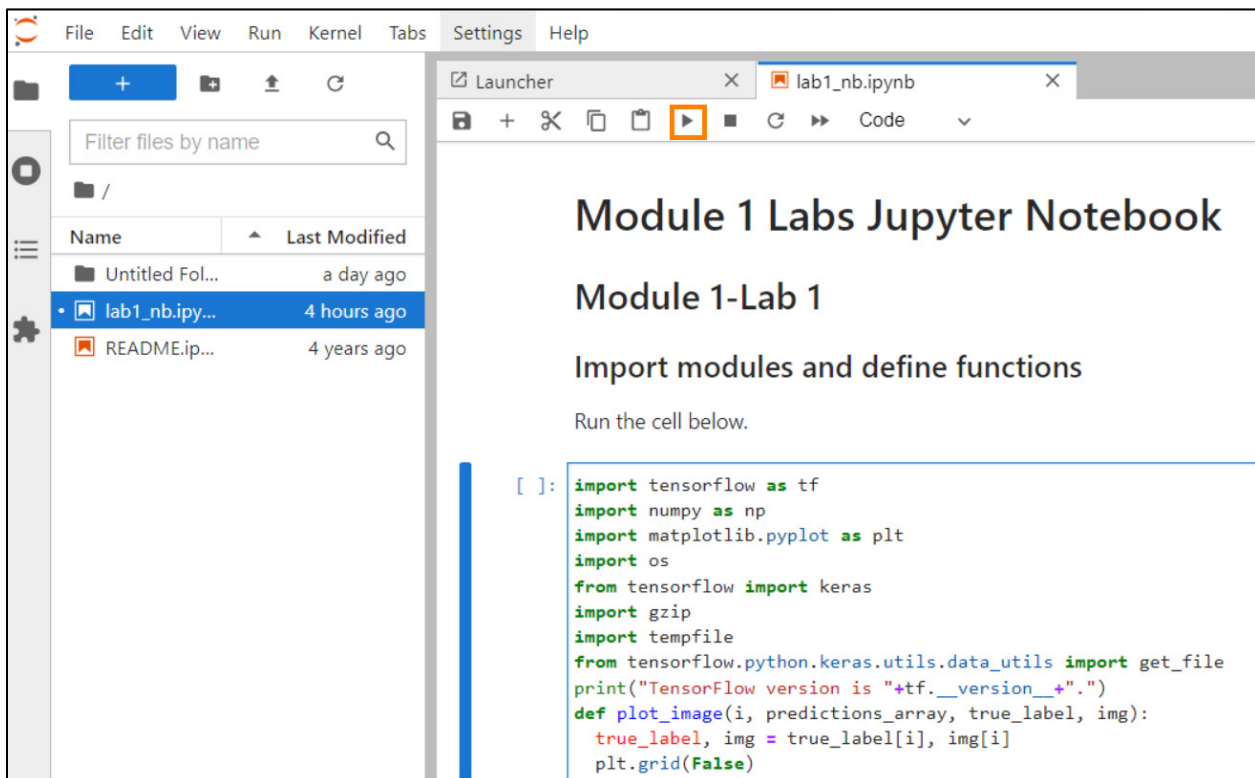 File Edit View Run Kernel Tabs Settings Help
+
Filter files by name
/
Name Last Modified
Untitled Fol... a day ago
• lab1_nb.ipy... 4 hours ago
README.ip... 4 years ago
Launcher lab1_nb.ipynb
Code
Module 1 Labs Jupyter Notebook
Module 1-Lab 1
Import modules and define functions
Run the cell below.
[ ]: import tensorflow as tf
import numpy as np
import matplotlib.pyplot as plt
import os
from tensorflow import keras
import gzip
import tempfile
from tensorflow.python.keras.utils.data_utils import get_file
print("TensorFlow version is "+tf.__version__+".")
def plot_image(i, predictions_array, true_label, img):
  true_label, img = true_label[i], img[i]
  plt.grid(False)